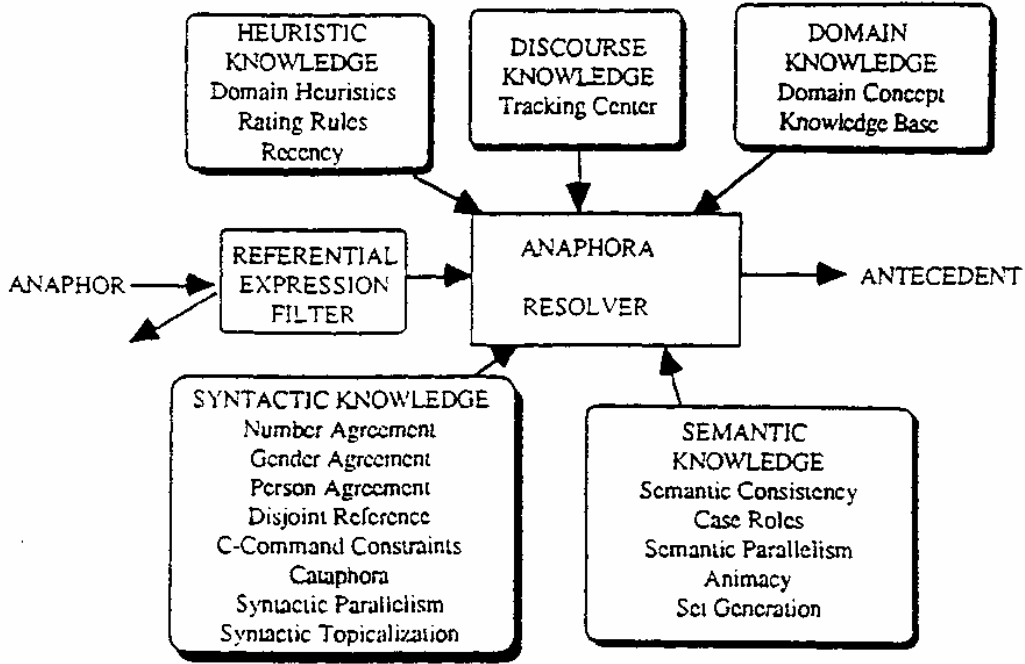 HEURISTIC
KNOWLEDGE
Domain Heuristics
Rating Rules
Recency
DISCOURSE
KNOWLEDGE
Tracking Center
DOMAIN
KNOWLEDGE
Domain Concept
Knowledge Base
ANAPHOR
REFERENTIAL
EXPRESSION
FILTER
ANAPHORA
RESOLVER
ANTECEDENT
SYNTACTIC KNOWLEDGE
Number Agreement
Gender Agreement
Person Agreement
Disjoint Reference
C-Command Constraints
Cataphora
Syntactic Parallelism
Syntactic Topicalization
SEMANTIC
KNOWLEDGE
Semantic Consistency
Case Roles
Semantic Parallelism
Animacy
Set Generation